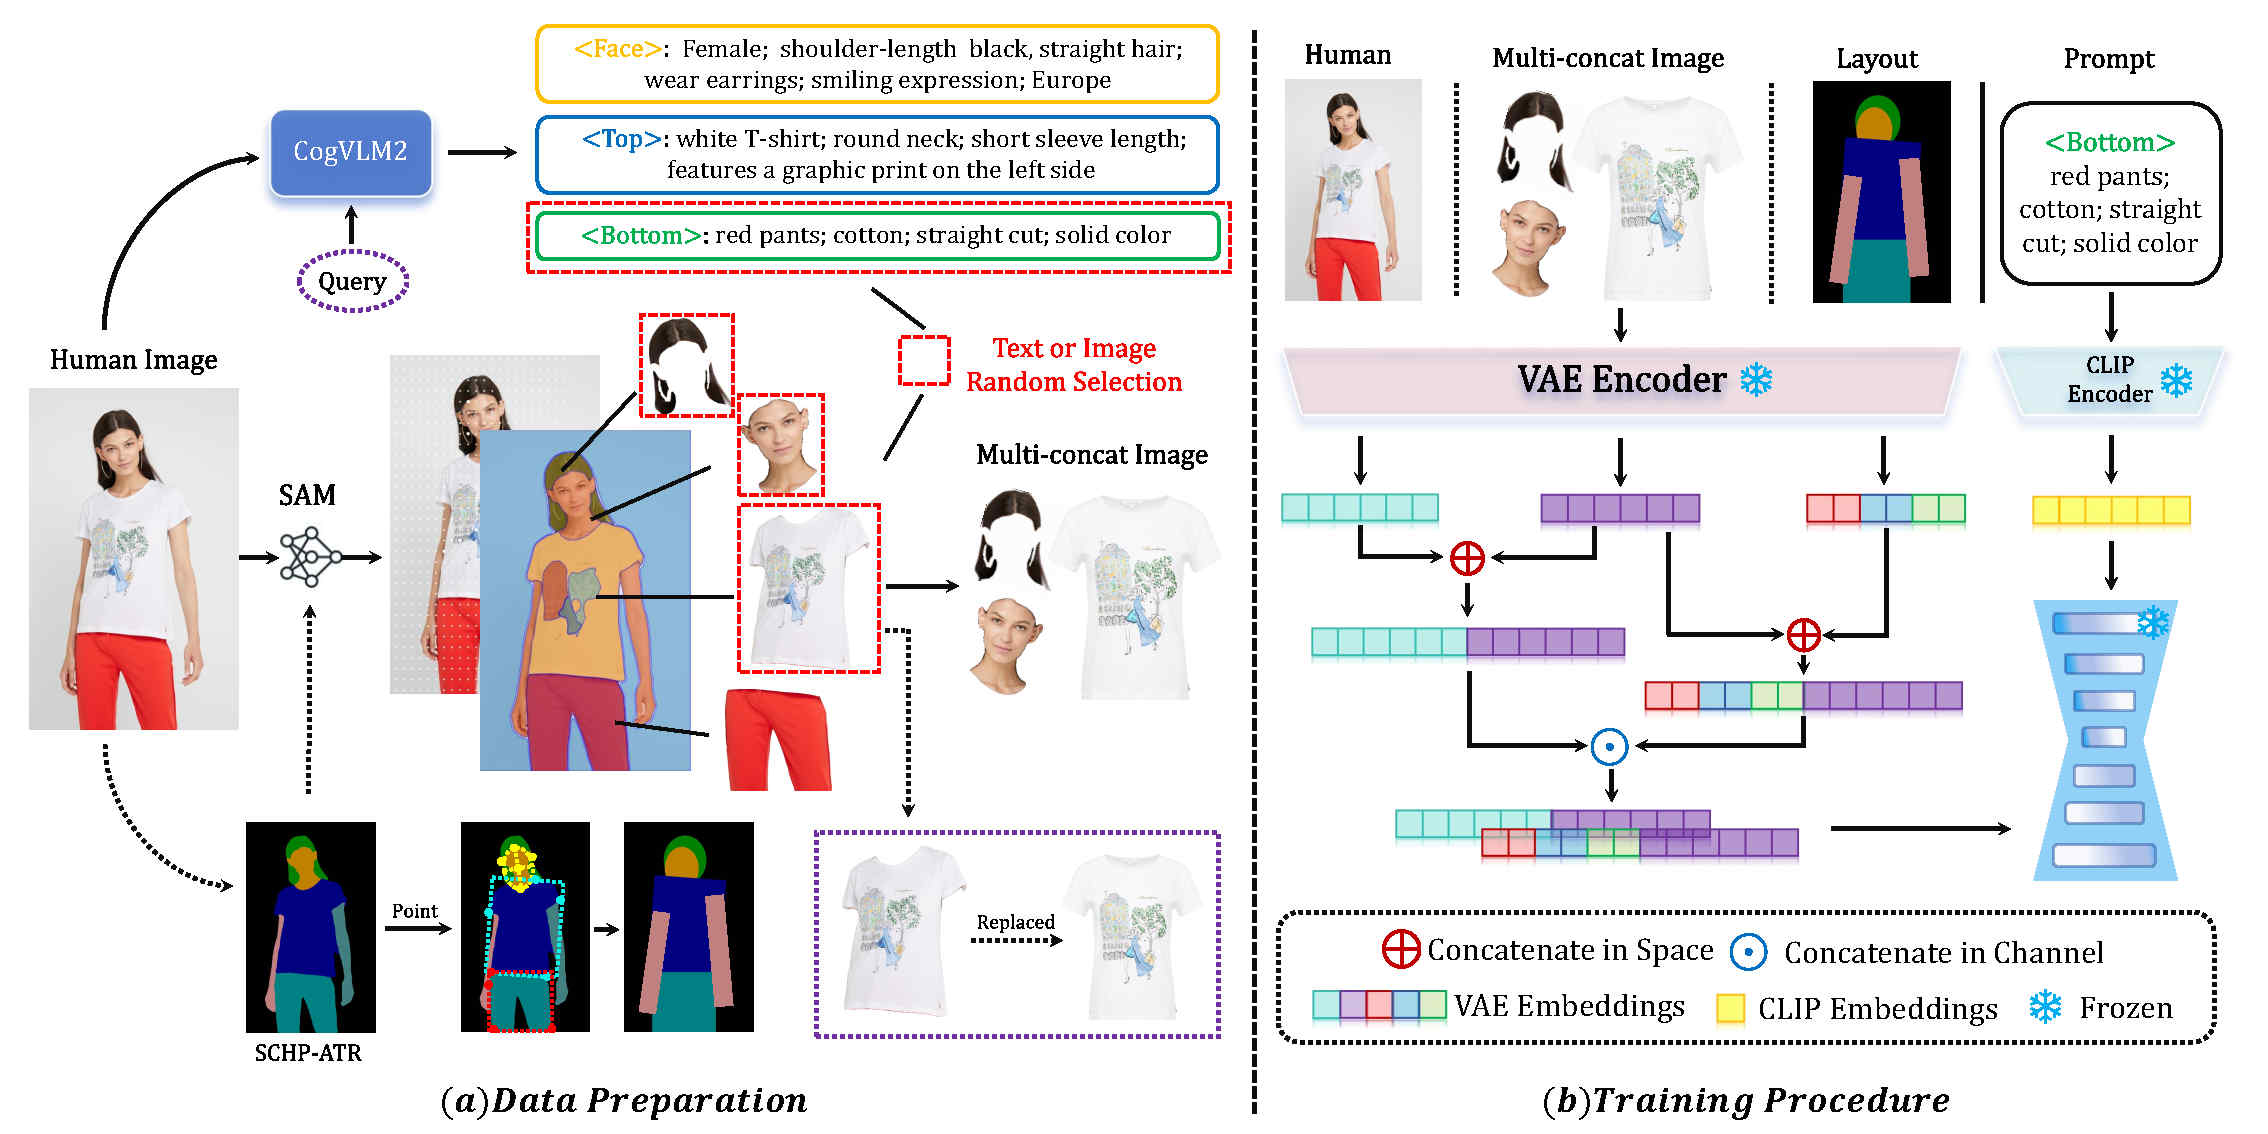 <Face>: Female; shoulder-length black, straight hair;
wear earrings; smiling expression; Europe
CogVLM2
<Top>: white T-shirt; round neck; short sleeve length;
features a graphic print on the left side
<Bottom>: red pants; cotton; straight cut; solid color
Query
Human Image
Text or Image
Random Selection
SAM
Multi-concat Image
Point
Replaced
SCHP-ATR
(a)Data Preparation
Human
Multi-concat Image
Layout
Prompt
<Bottom>
red pants;
cotton; straight
cut; solid color
VAE Encoder
CLIP
Encoder
Concatenate in Space
Concatenate in Channel
VAE Embeddings
CLIP Embeddings
Frozen
(b)Training Procedure